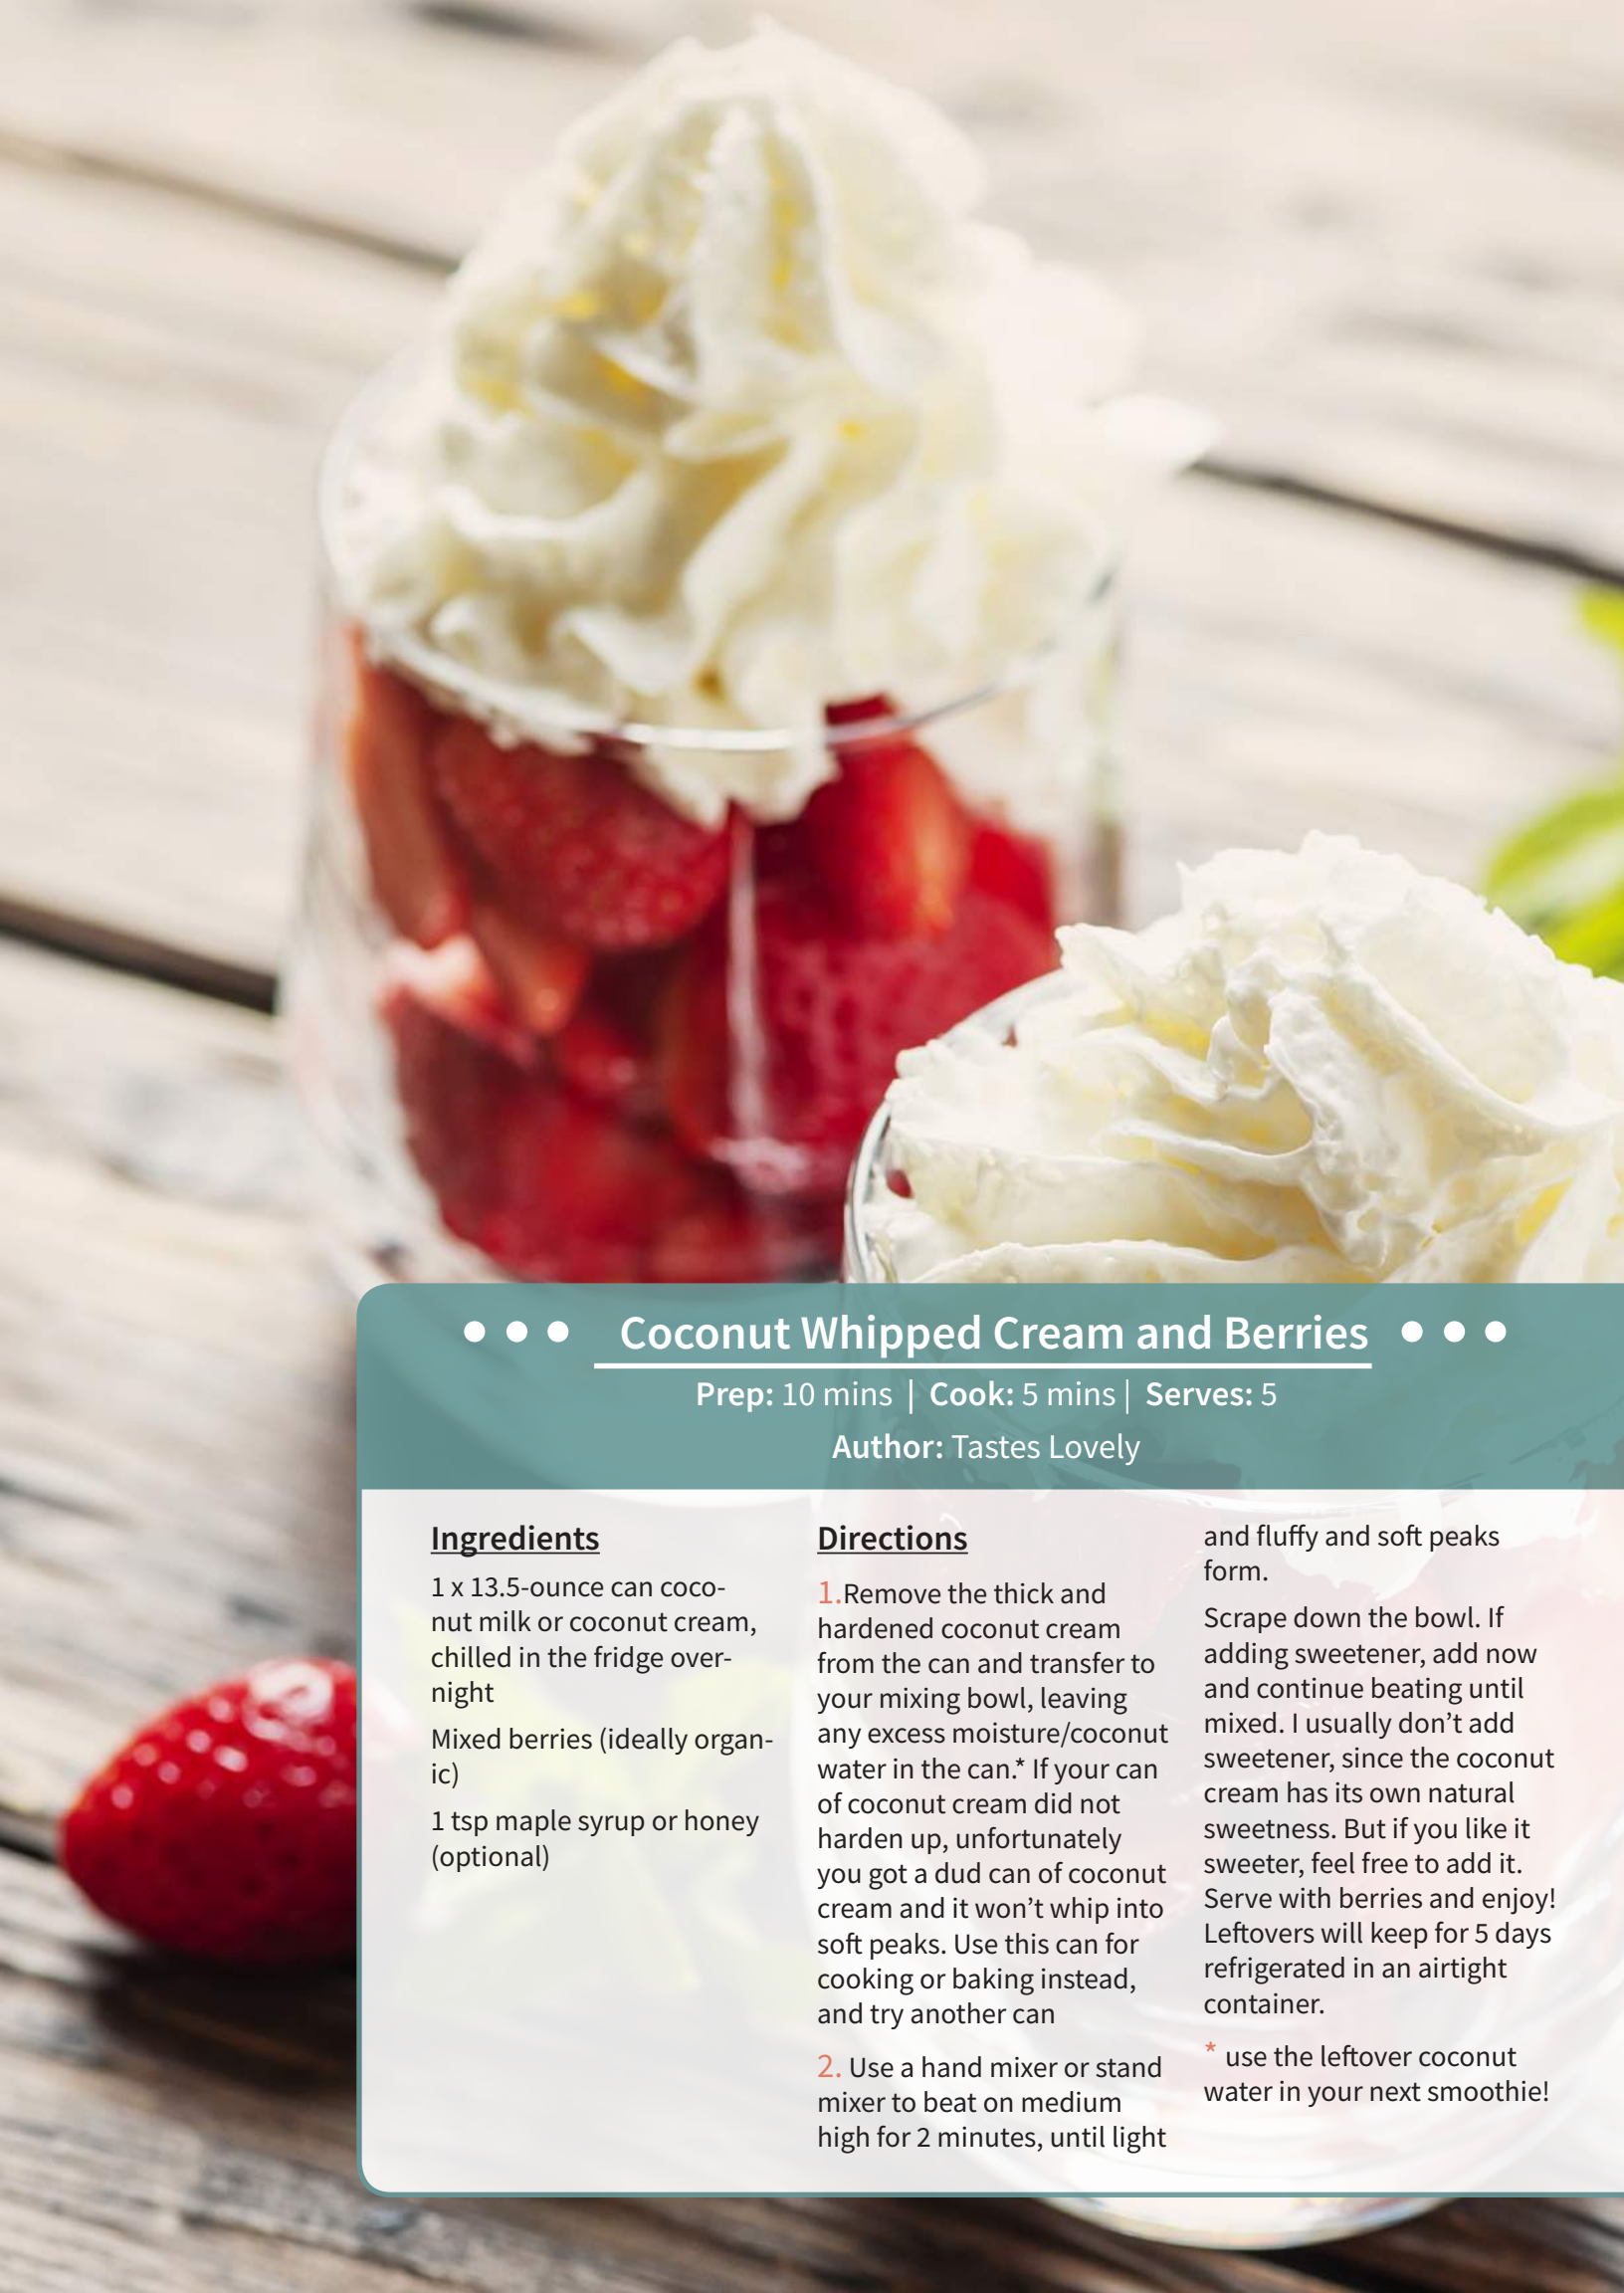 Coconut Whipped Cream and Berries
Prep: 10 mins | Cook: 5 mins | Serves: 5
Author: Tastes Lovely
Ingredients
1 x 13.5-ounce can coco-
nut milk or coconut cream,
chilled in the fridge over-
night
Mixed berries (ideally organ-
ic)
1 tsp maple syrup or honey
(optional)
Directions
1.Remove the thick and
hardened coconut cream
from the can and transfer to
your mixing bowl, leaving
any excess moisture/coconut
water in the can.* If your can
of coconut cream did not
harden up, unfortunately
you got a dud can of coconut
cream and it won’t whip into
soft peaks. Use this can for
cooking or baking instead,
and try another can
2. Use a hand mixer or stand
mixer to beat on medium
high for 2 minutes, until light
and fluffy and soft peaks
form.
Scrape down the bowl. If
adding sweetener, add now
and continue beating until
mixed. I usually don’t add
sweetener, since the coconut
cream has its own natural
sweetness. But if you like it
sweeter, feel free to add it.
Serve with berries and enjoy!
Leftovers will keep for 5 days
refrigerated in an airtight
container.
* use the leftover coconut
water in your next smoothie!